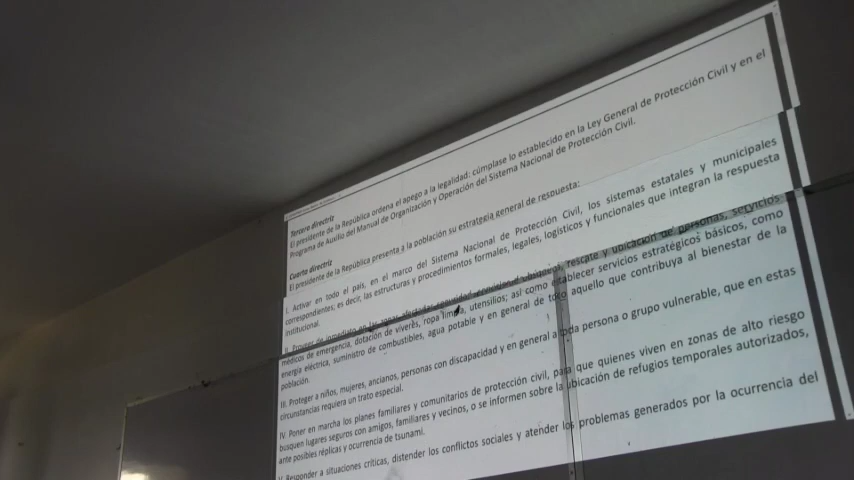 Tercero directriz
El presidente de la República ordena el apego a la legalidad: cúmplase lo establecido en la Ley General de Protección Civil y en el
Programa de Auxilio del Manual de Organización y Operación del Sistema Nacional de Protección Civil.
Cuarto directriz
El presidente de la República presenta a la población su estrategia general de respuesta:
I. Activar en todo el país, en el marco del Sistema Nacional de Protección Civil, los sistemas estatales y municipales
correspondientes; es decir, las estructuras y procedimientos formales, legales, logísticos y funcionales que integran la respuesta
institucional.
II. Proveer de inmediato en las zonas afectadas seguridad, rescate y ubicación de personas, servicios
médicos de emergencia, dotación de víveres, ropa limpia, utensilios; así como establecer servicios estratégicos básicos, como
energía eléctrica, suministro de combustibles, agua potable y en general de todo aquello que contribuya al bienestar de la
población.
III. Proteger a niños, mujeres, ancianos, personas con discapacidad y en general a toda persona o grupo vulnerable, que en estas
circunstancias requiera un trato especial.
IV. Poner en marcha los planes familiares y comunitarios de protección civil, para que quienes viven en zonas de alto riesgo
busquen lugares seguros con amigos, familiares y vecinos, o se informen sobre la ubicación de refugios temporales autorizados,
ante posibles réplicas y ocurrencia de tsunami.
V. Responder a situaciones críticas, distender los conflictos sociales y atender los problemas generados por la ocurrencia del